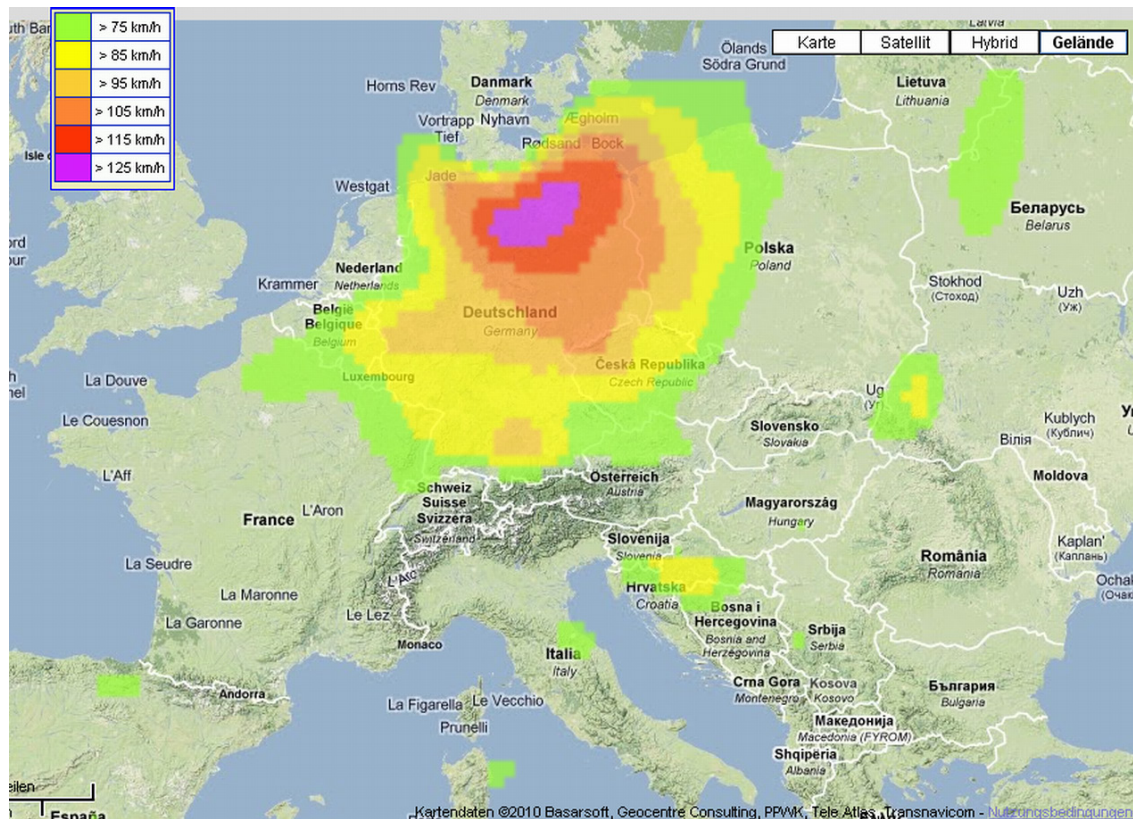 > 75 km/h
> 85 km/h
> 95 km/h
> 105 km/h
> 115 km/h
> 125 km/h
Karte Satellit Hybrid Gelände
Latvia
Ölands
Södra Grund
Horns Rev
Danmark
Denmark
Lietuva
Lithuania
Vortrapp
Tief
Nyhavn
Ægholm
Rødsand
Bock
Jade
Westgat
Беларусь
Belarus
Polska
Poland
Nederland
Netherlands
Krammer
Stokhod
(Стоход)
Uzh
(Уж)
België
Belgique
Belgium
Deutschland
Germany
Luxembourg
Česká Republika
Czech Republic
La Douve
Le Couesnon
Slovensko
Slovakia
Kublych
(Кублич)
Вілія
Moldova
L'Aff
L'Aron
France
Schweiz
Suisse
Svizzera
Switzerland
Österreich
Austria
Magyarország
Hungary
Slovenija
Slovenia
Kaplan'
(Каплань)
România
Romania
La Seudre
L'Arc
Hrvatska
Croatia
La Maronne
Le Lez
La Garonne
Bosna i
Hercegovina
Bosnia and
Herzegovina
Srbija
Serbia
Monaco
Italia
Italy
Andorra
Crna Gora
Montenegro
Kosova
Kosovo
България
Bulgaria
La Figarella
Le Vecchio
Prunelli
Македонија
Macedonia (FYROM)
Shqipëria
Albania
España
Kartendaten ©2010 Basarsoft, Geocentre Consulting, PPWK, Tele Atlas, Transnavicom - Nutzungsbedingungen